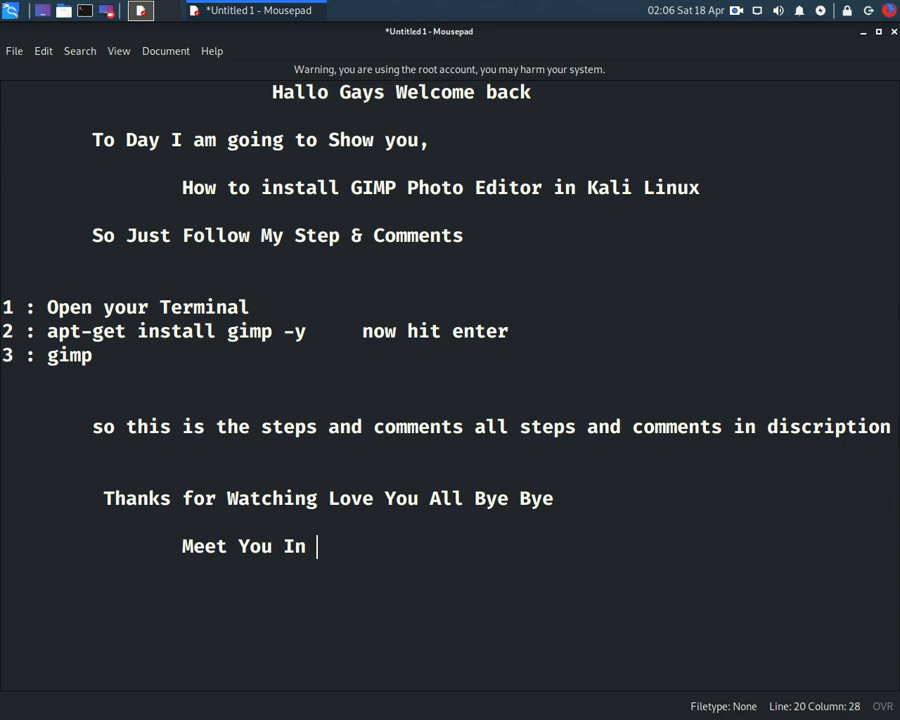 *Untitled 1 - Mousepad
02:06 Sat 18 Apr
*Untitled 1 - Mousepad
File Edit Search View Document Help
Warning, you are using the root account, you may harm your system.
Hallo Gays Welcome back
To Day I am going to Show you,
How to install GIMP Photo Editor in Kali Linux
So Just Follow My Step & Comments
1 : Open your Terminal
2 : apt-get install gimp -y     now hit enter
3 : gimp
so this is the steps and comments all steps and comments in discription
Thanks for Watching Love You All Bye Bye
Meet You In
Filetype: None Line: 20 Column: 28 OVR